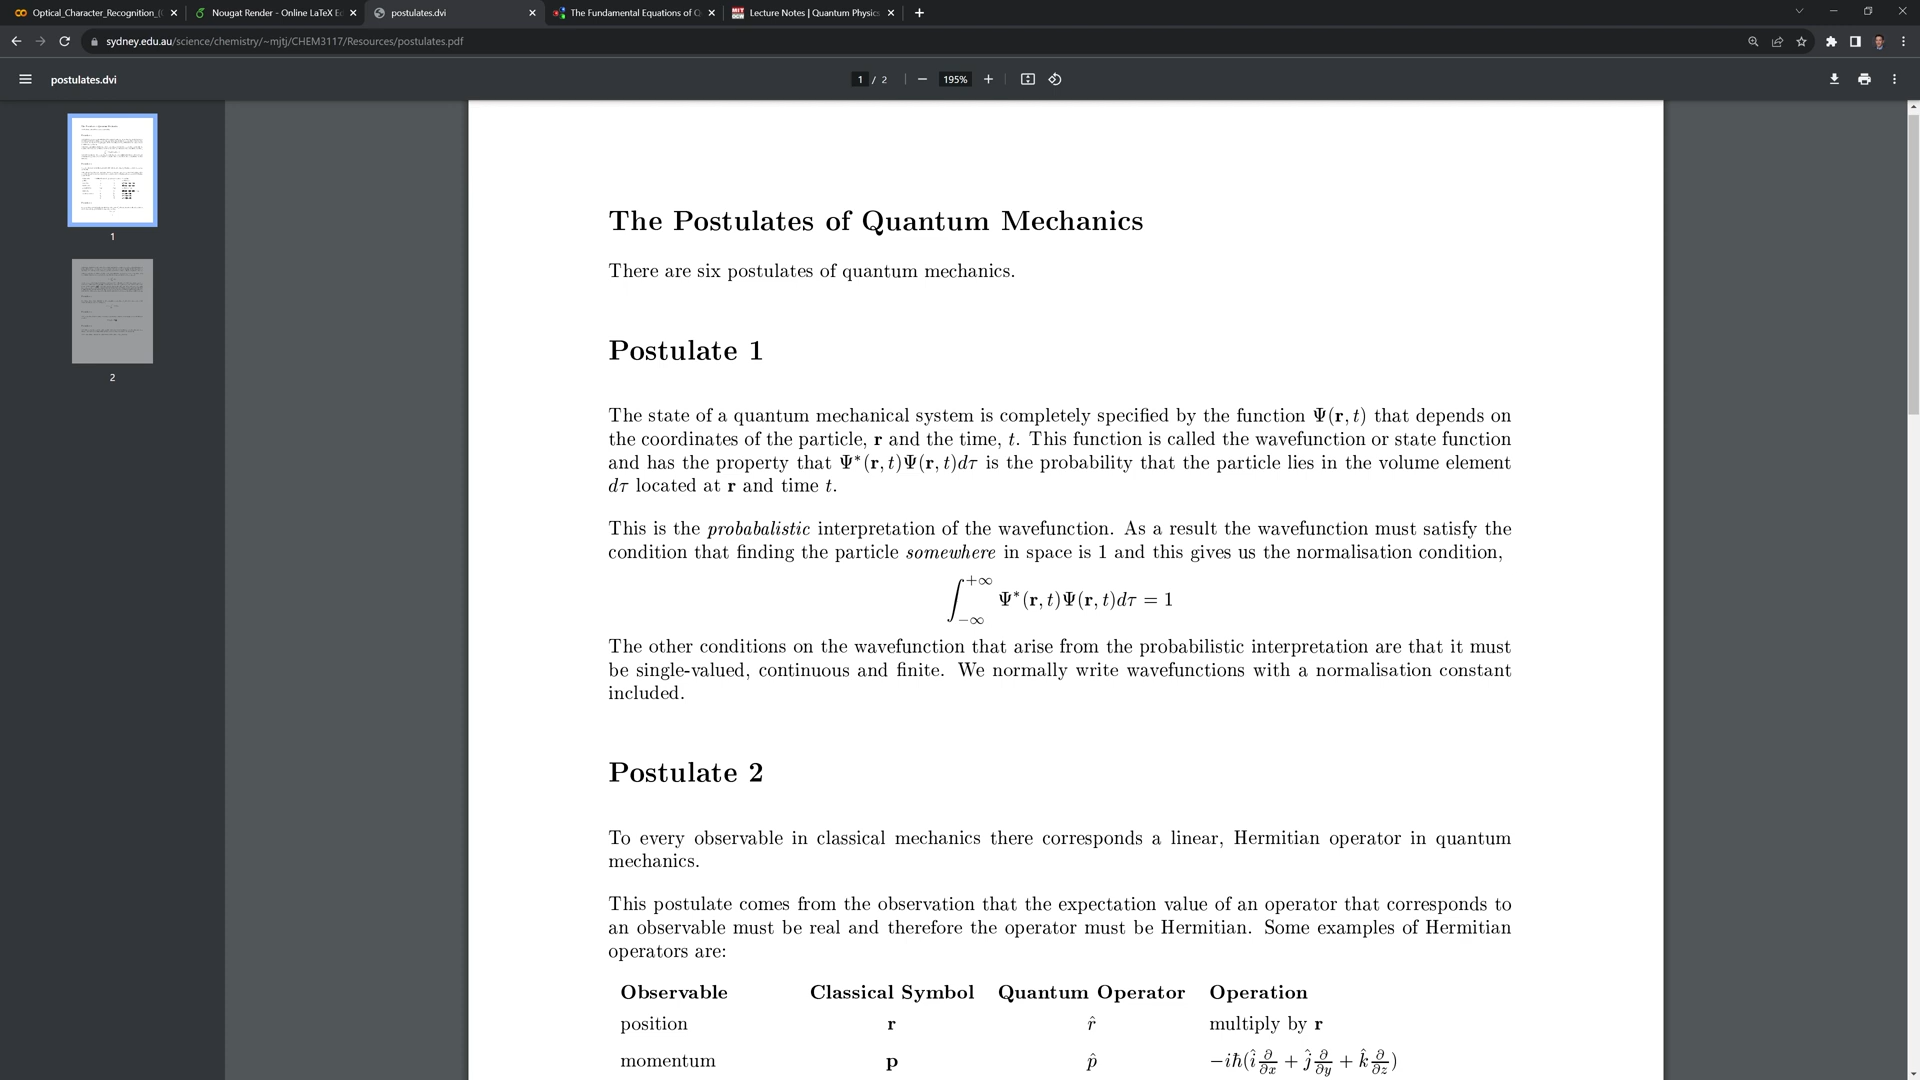 Optical_Character_Recognition_(
Nougat Render - Online LaTeX E
postulates.dvi
The Fundamental Equations of Q
MIT OCW
Lecture Notes | Quantum Physics
sydney.edu.au/science/chemistry/~mjtj/CHEM3117/Resources/postulates.pdf
postulates.dvi
1 / 2
195%
1
2
The Postulates of Quantum Mechanics
There are six postulates of quantum mechanics.
Postulate 1
The state of a quantum mechanical system is completely specified by the function Ψ(r, t) that depends on
the coordinates of the particle, r and the time, t. This function is called the wavefunction or state function
and has the property that Ψ*(r, t)Ψ(r, t)dτ is the probability that the particle lies in the volume element
dτ located at r and time t.
This is the probabalistic interpretation of the wavefunction. As a result the wavefunction must satisfy the
condition that finding the particle somewhere in space is 1 and this gives us the normalisation condition,
∫_{−∞}^{+∞} Ψ*(r, t)Ψ(r, t)dτ = 1
The other conditions on the wavefunction that arise from the probabilistic interpretation are that it must
be single-valued, continuous and finite. We normally write wavefunctions with a normalisation constant
included.
Postulate 2
To every observable in classical mechanics there corresponds a linear, Hermitian operator in quantum
mechanics.
This postulate comes from the observation that the expectation value of an operator that corresponds to
an observable must be real and therefore the operator must be Hermitian. Some examples of Hermitian
operators are:
Observable Classical Symbol Quantum Operator Operation
position r r̂ multiply by r
momentum p p̂ −iħ(î ∂/∂x + ĵ ∂/∂y + k̂ ∂/∂z)